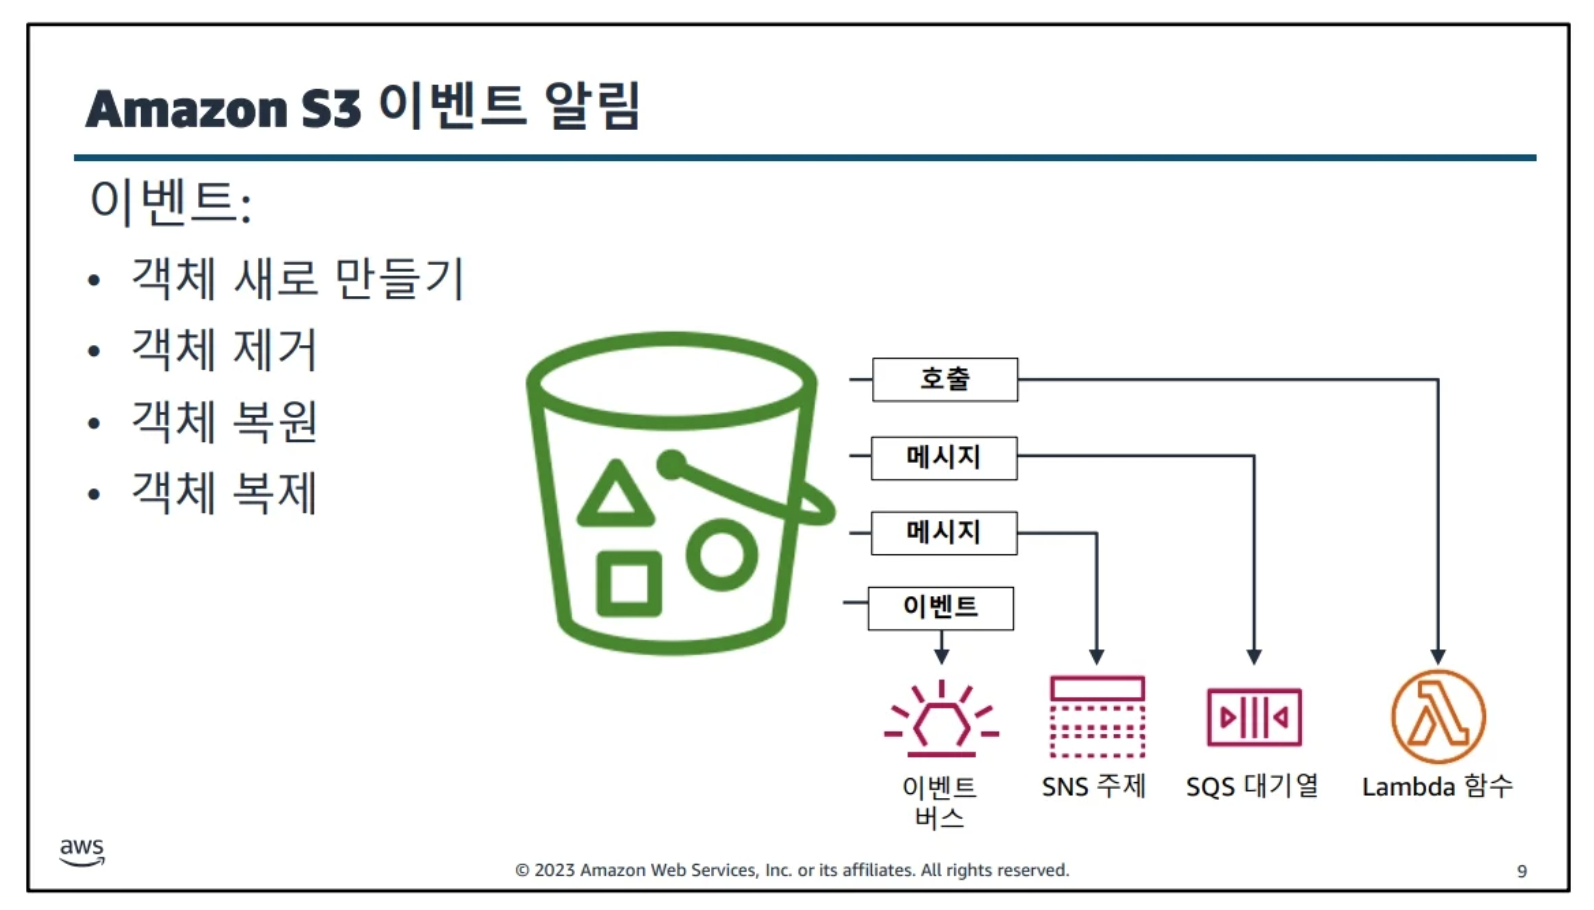 Amazon S3 이벤트 알림
이벤트:
• 객체 새로 만들기
• 객체 제거
• 객체 복원
• 객체 복제
호출
메시지
메시지
이벤트
이벤트
버스
SNS 주제
SQS 대기열
Lambda 함수
aws
© 2023 Amazon Web Services, Inc. or its affiliates. All rights reserved.
9